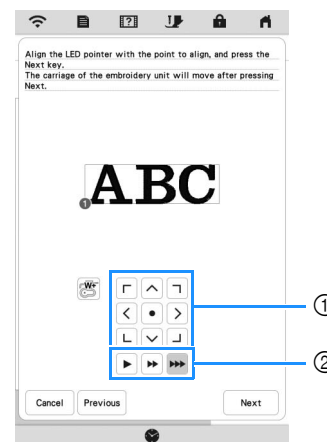 Align the LED pointer with the point to align, and press the
Next key.
The carriage of the embroidery unit will move after pressing
Next.
ABC
1
W+
①
②
Cancel Previous Next